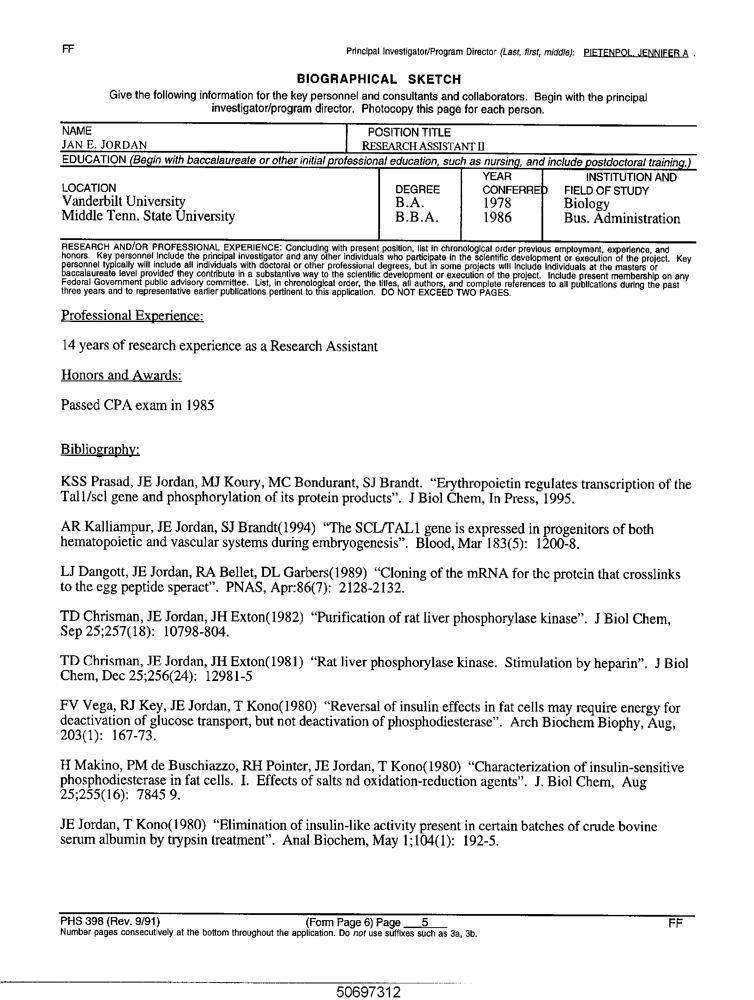 FF
Principal Investigator/Program Director (Last, first, middle): PIETENPOL, JENNIFER A .
BIOGRAPHICAL SKETCH
Give the following information for the key personnel and consultants and collaborators. Begin with the principal
investigator/program director. Photocopy this page for each person.
NAME POSITION TITLE
JAN E. JORDAN RESEARCH ASSISTANT II
EDUCATION (Begin with baccalaureate or other initial professional education, such as nursing, and include postdoctoral training.)
YEAR INSTITUTION AND
LOCATION DEGREE CONFERRED FIELD OF STUDY
Vanderbilt University B.A. 1978 Biology
Middle Tenn. State University B.B.A. 1986 Bus. Administration
RESEARCH AND/OR PROFESSIONAL EXPERIENCE: Concluding with present position, list in chronological order previous employment, experience, and
honors. Key personnel include the principal investigator and any other individuals who participate in the scientific development or execution of the project. Key
personnel typically will include all individuals with doctoral or other professional degrees, but in some projects will include individuals at the masters or
baccalaureate level provided they contribute in a substantive way to the scientific development or execution of the project. Include present membership on any
Federal Government public advisory committee. List, in chronological order, the titles, all authors, and complete references to all publications during the past
three years and to representative earlier publications pertinent to this application. DO NOT EXCEED TWO PAGES.
Professional Experience:
14 years of research experience as a Research Assistant
Honors and Awards:
Passed CPA exam in 1985
Bibliography:
KSS Prasad, JE Jordan, MJ Koury, MC Bondurant, SJ Brandt. “Erythropoietin regulates transcription of the
Tal1/scl gene and phosphorylation of its protein products”. J Biol Chem, In Press, 1995.
AR Kalliampur, JE Jordan, SJ Brandt(1994) “The SCL/TAL1 gene is expressed in progenitors of both
hematopoietic and vascular systems during embryogenesis”. Blood, Mar 183(5): 1200-8.
LJ Dangott, JE Jordan, RA Bellet, DL Garbers(1989) “Cloning of the mRNA for the protein that crosslinks
to the egg peptide speract”. PNAS, Apr:86(7): 2128-2132.
TD Chrisman, JE Jordan, JH Exton(1982) “Purification of rat liver phosphorylase kinase”. J Biol Chem,
Sep 25;257(18): 10798-804.
TD Chrisman, JE Jordan, JH Exton(1981) “Rat liver phosphorylase kinase. Stimulation by heparin”. J Biol
Chem, Dec 25;256(24): 12981-5
FV Vega, RJ Key, JE Jordan, T Kono(1980) “Reversal of insulin effects in fat cells may require energy for
deactivation of glucose transport, but not deactivation of phosphodiesterase”. Arch Biochem Biophy, Aug,
203(1): 167-73.
H Makino, PM de Buschiazzo, RH Pointer, JE Jordan, T Kono(1980) “Characterization of insulin-sensitive
phosphodiesterase in fat cells. I. Effects of salts nd oxidation-reduction agents”. J. Biol Chem, Aug
25;255(16): 7845 9.
JE Jordan, T Kono(1980) “Elimination of insulin-like activity present in certain batches of crude bovine
serum albumin by trypsin treatment”. Anal Biochem, May 1;104(1): 192-5.
PHS 398 (Rev. 9/91) (Form Page 6) Page 5 FF
Number pages consecutively at the bottom throughout the application. Do not use suffixes such as 3a, 3b.
50697312